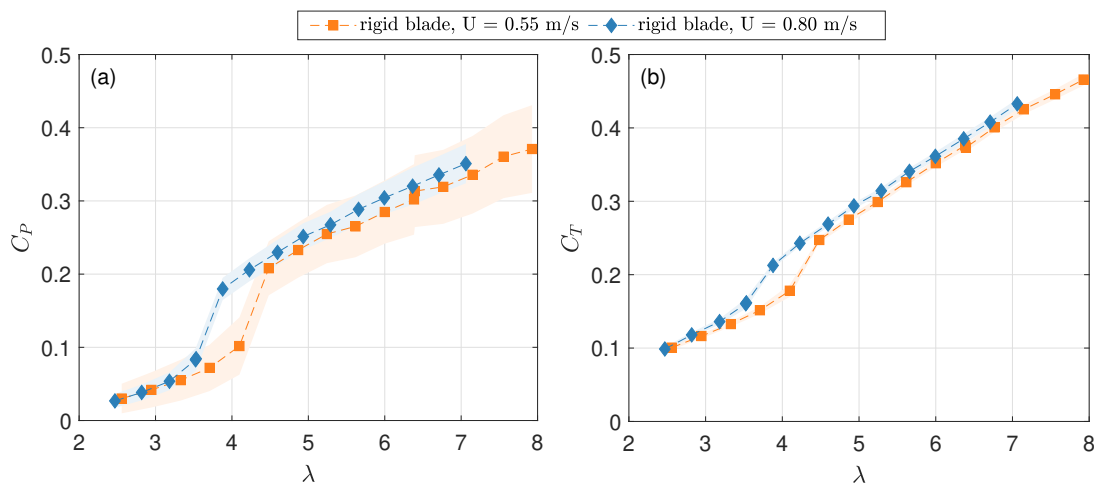 rigid blade, U = 0.55 m/s rigid blade, U = 0.80 m/s
(a)
0.5
0.4
0.3
0.2
0.1
0
2 3 4 5 6 7 8
C_P
λ
(b)
0.5
0.4
0.3
0.2
0.1
0
2 3 4 5 6 7 8
C_T
λ